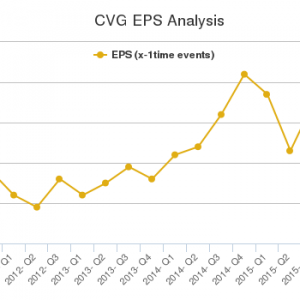 CVG EPS Analysis
EPS (x-1time events)
Q1
2012- Q2
2012- Q3
2013- Q1
2013- Q2
2013- Q3
2014- Q1
2014- Q2
2014- Q3
2014- Q4
2015- Q1
2015- Q2